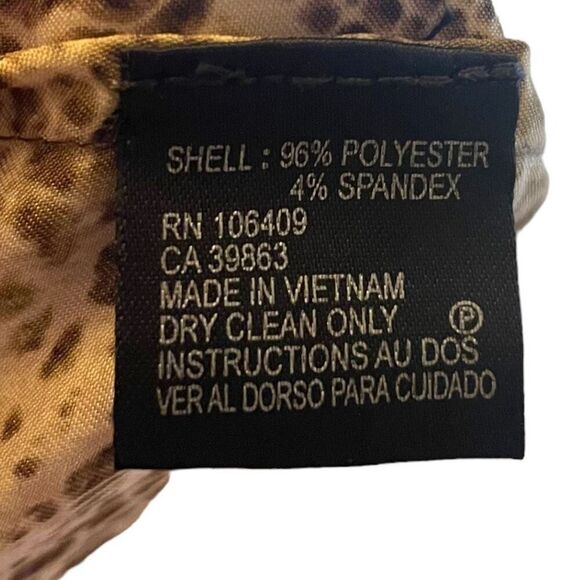 SHELL : 96% POLYESTER
4% SPANDEX
RN 106409
CA 39863
MADE IN VIETNAM
DRY CLEAN ONLY Ⓟ
INSTRUCTIONS AU DOS
VER AL DORSO PARA CUIDADO